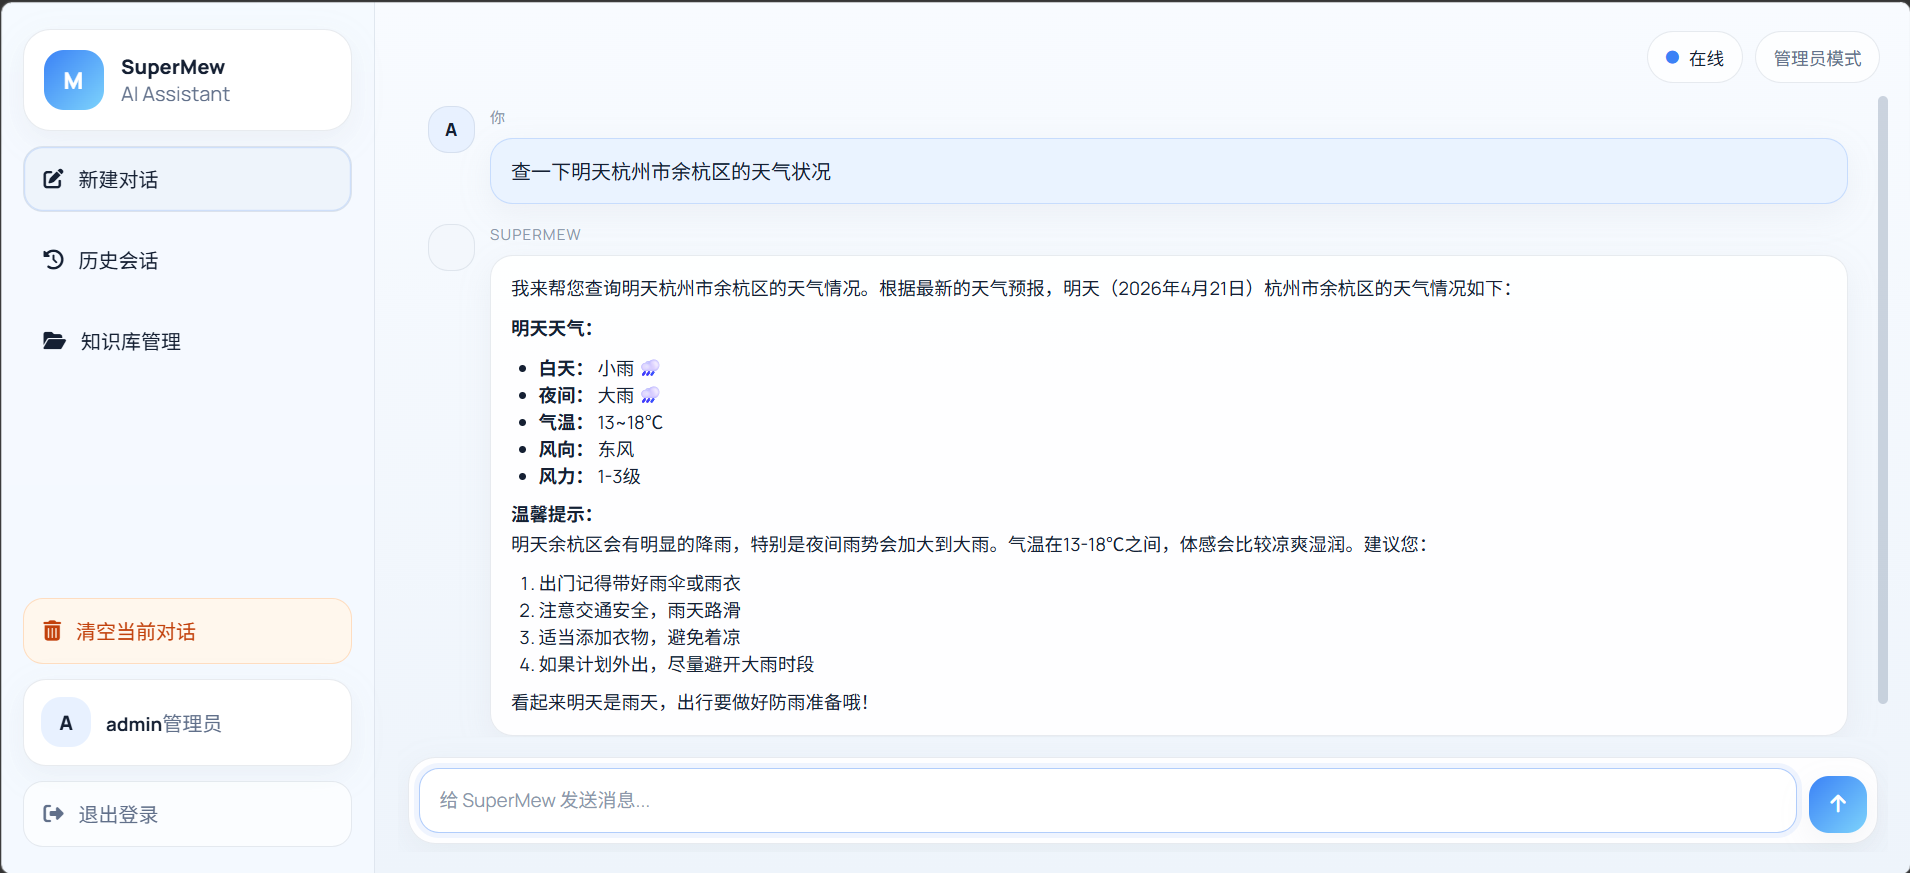 M
SuperMew
AI Assistant
新建对话
历史会话
知识库管理
清空当前对话
A
admin管理员
退出登录
在线
管理员模式
A
你
查一下明天杭州市余杭区的天气状况
SUPERMEW
我来帮您查询明天杭州市余杭区的天气情况。根据最新的天气预报，明天（2026年4月21日）杭州市余杭区的天气情况如下：
明天天气：
• 白天： 小雨 🌧️
• 夜间： 大雨 🌧️
• 气温： 13~18℃
• 风向： 东风
• 风力： 1-3级
温馨提示：
明天余杭区会有明显的降雨，特别是夜间雨势会加大到大雨。气温在13-18℃之间，体感会比较凉爽湿润。建议您：
1. 出门记得带好雨伞或雨衣
2. 注意交通安全，雨天路滑
3. 适当添加衣物，避免着凉
4. 如果计划外出，尽量避开大雨时段
看起来明天是雨天，出行要做好防雨准备哦！
给 SuperMew 发送消息...